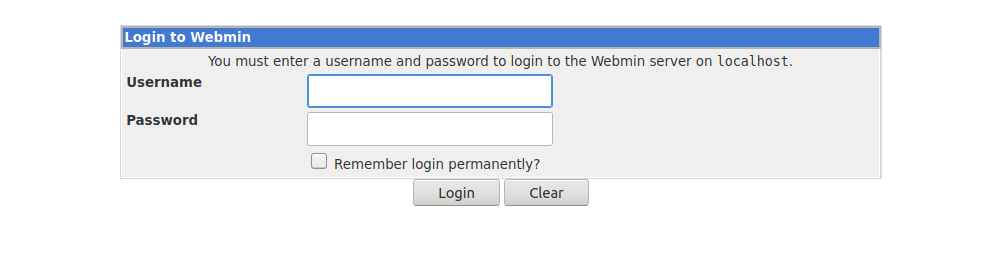 Login to Webmin
You must enter a username and password to login to the Webmin server on localhost.
Username
Password
Remember login permanently?
Login Clear